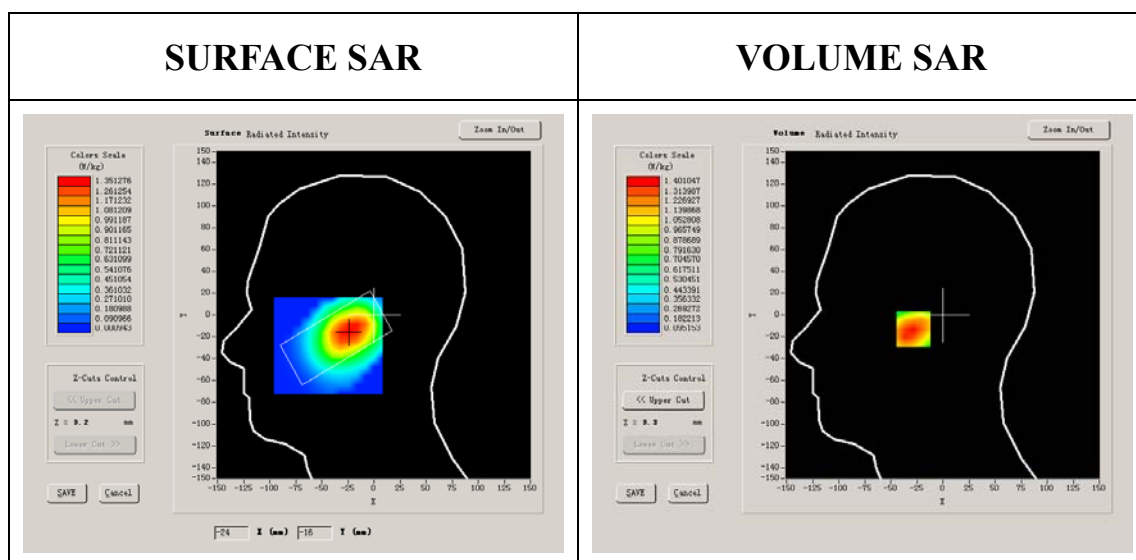 SURFACE SAR
Surface Radiated Intensity
Zoom In/Out
Colors Scale
(W/kg)
1.351276
1.261254
1.171232
1.081209
0.991187
0.901165
0.811143
0.721121
0.631099
0.541076
0.451054
0.361032
0.271010
0.180988
0.090966
0.000943
Z-Cuts Control
<< Upper Cut
Z = 3.2 mm
Lower Cut >>
SAVE
Cancel
150
140
120
100
80
60
40
20
0
-20
-40
-60
-80
-100
-120
-140
-150
Y
-150 -125 -100 -75 -50 -25 0 25 50 75 100 125 150
X
-24 X (mm) -16 Y (mm)
VOLUME SAR
Volume Radiated Intensity
Zoom In/Out
Colors Scale
(W/kg)
1.401047
1.313987
1.226927
1.139868
1.052808
0.965749
0.878689
0.791630
0.704570
0.617511
0.530451
0.443391
0.356332
0.269272
0.182213
0.095153
Z-Cuts Control
<< Upper Cut
Z = 3.3 mm
Lower Cut >>
SAVE
Cancel
150
140
120
100
80
60
40
20
0
-20
-40
-60
-80
-100
-120
-140
-150
Y
-150 -125 -100 -75 -50 -25 0 25 50 75 100 125 150
X